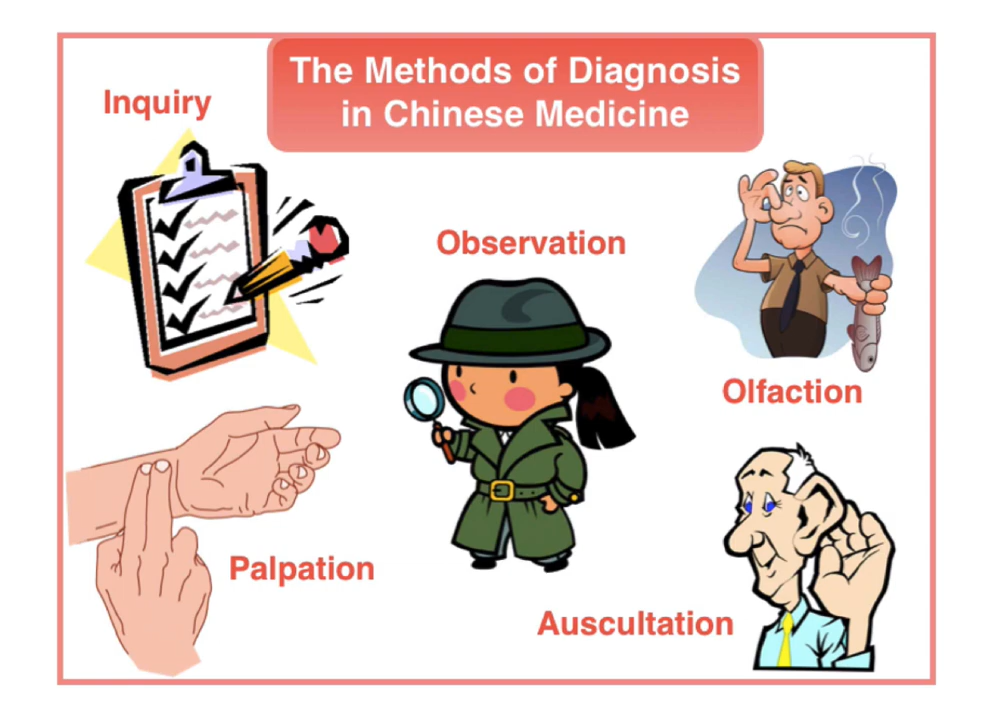 The Methods of Diagnosis
in Chinese Medicine
Inquiry
Observation
Olfaction
Palpation
Auscultation